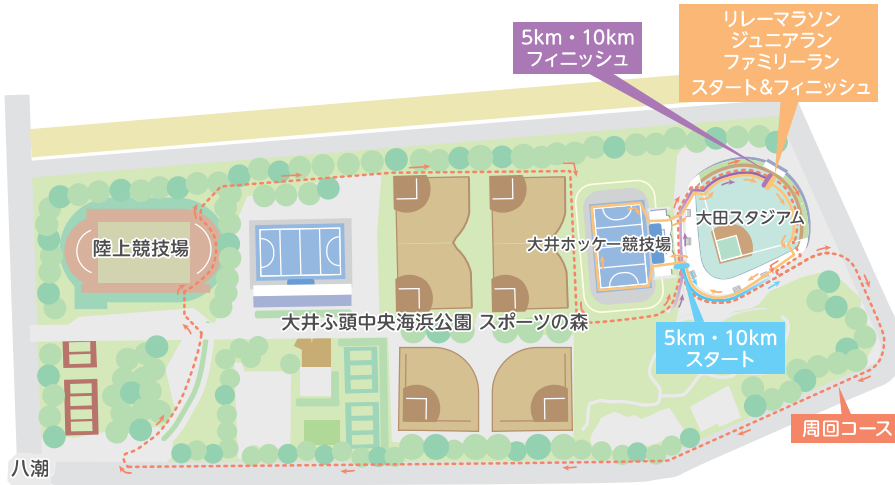 リレーマラソン
ジュニアラン
ファミリーラン
スタート&フィニッシュ
5km・10km
フィニッシュ
大田スタジアム
陸上競技場
大井ホッケー競技場
大井ふ頭中央海浜公園 スポーツの森
5km・10km
スタート
周回コース
八潮